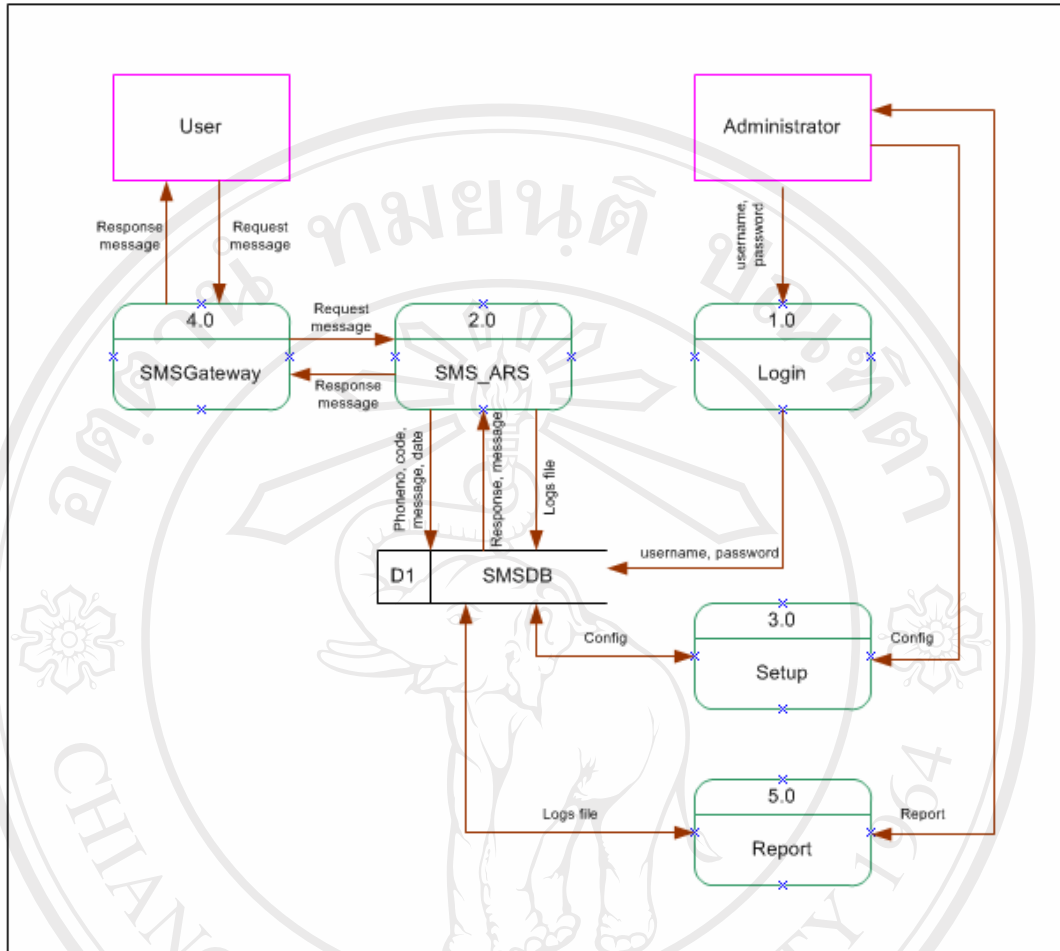 User
Administrator
Response
message
Request
message
username,
password
4.0
SMSGateway
Request
message
Response
message
2.0
SMS_ARS
1.0
Login
Phoneno, code,
message, date
Response, message
Logs file
D1
SMSDB
username, password
3.0
Setup
Config
Config
5.0
Report
Logs file
Report
1964